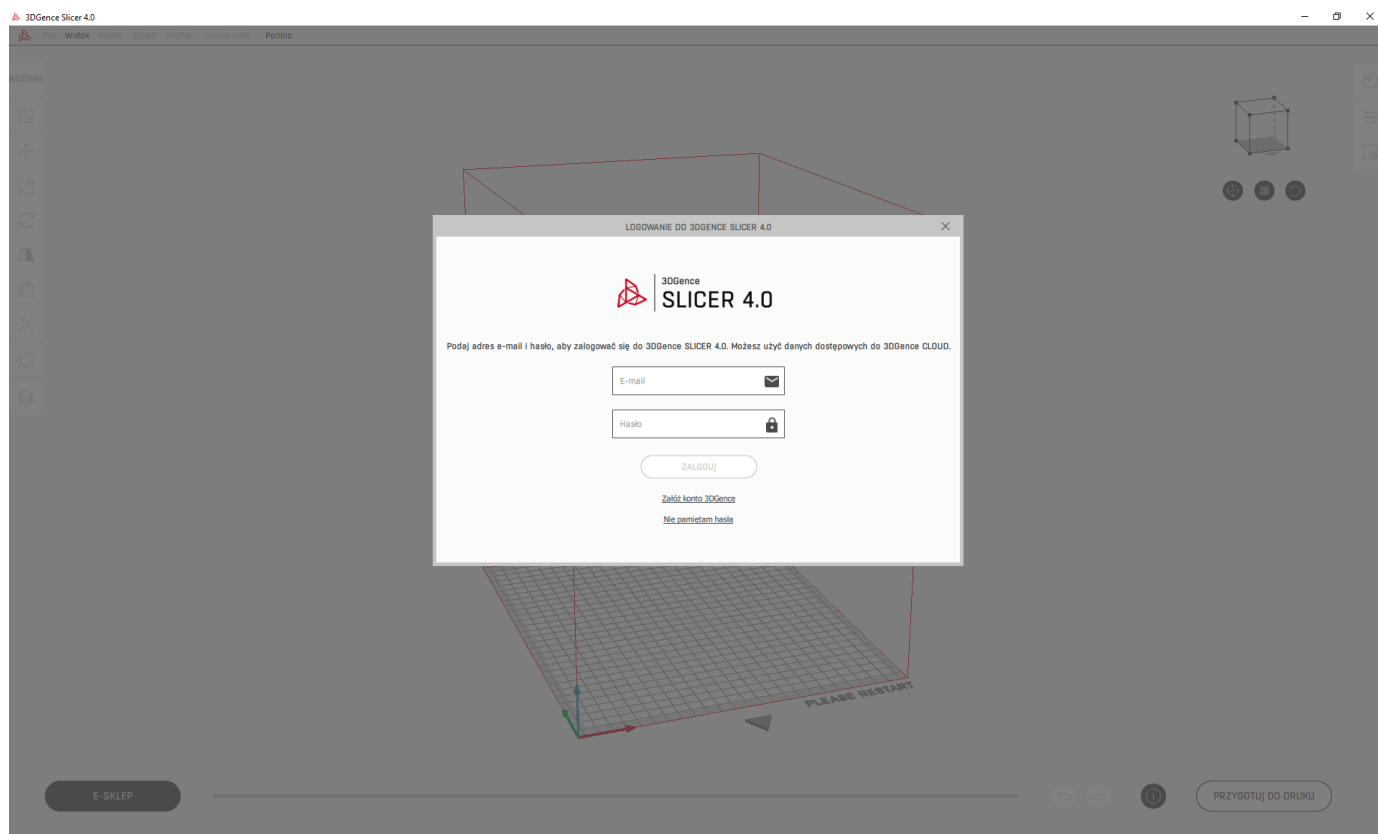 3DGence Slicer 4.0
Plik Widok Model Zmień Profile Ustawienia Pomoc
RESTART
LOGOWANIE DO 3DGENCE SLICER 4.0
3DGence
SLICER 4.0
Podaj adres e-mail i hasło, aby zalogować się do 3DGence SLICER 4.0. Możesz użyć danych dostępowych do 3DGence CLOUD.
E-mail
Hasło
ZALOGUJ
Załóż konto 3DGence
Nie pamiętam hasła
PLEASE RESTART
E-SKLEP
PRZYGOTUJ DO DRUKU